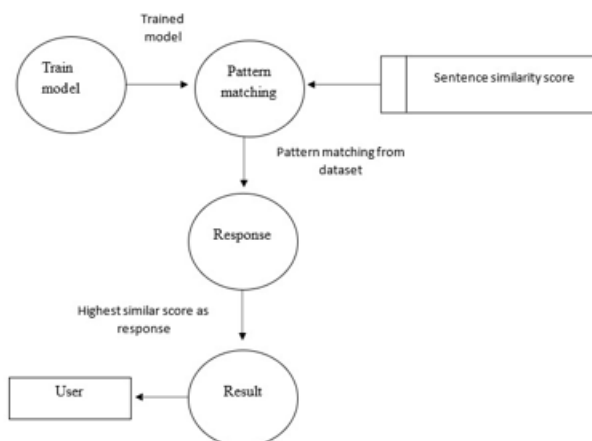 Trained
model
Train
model
Pattern
matching
Sentence similarity score
Pattern matching from
dataset
Response
Highest similar score as
response
User
Result